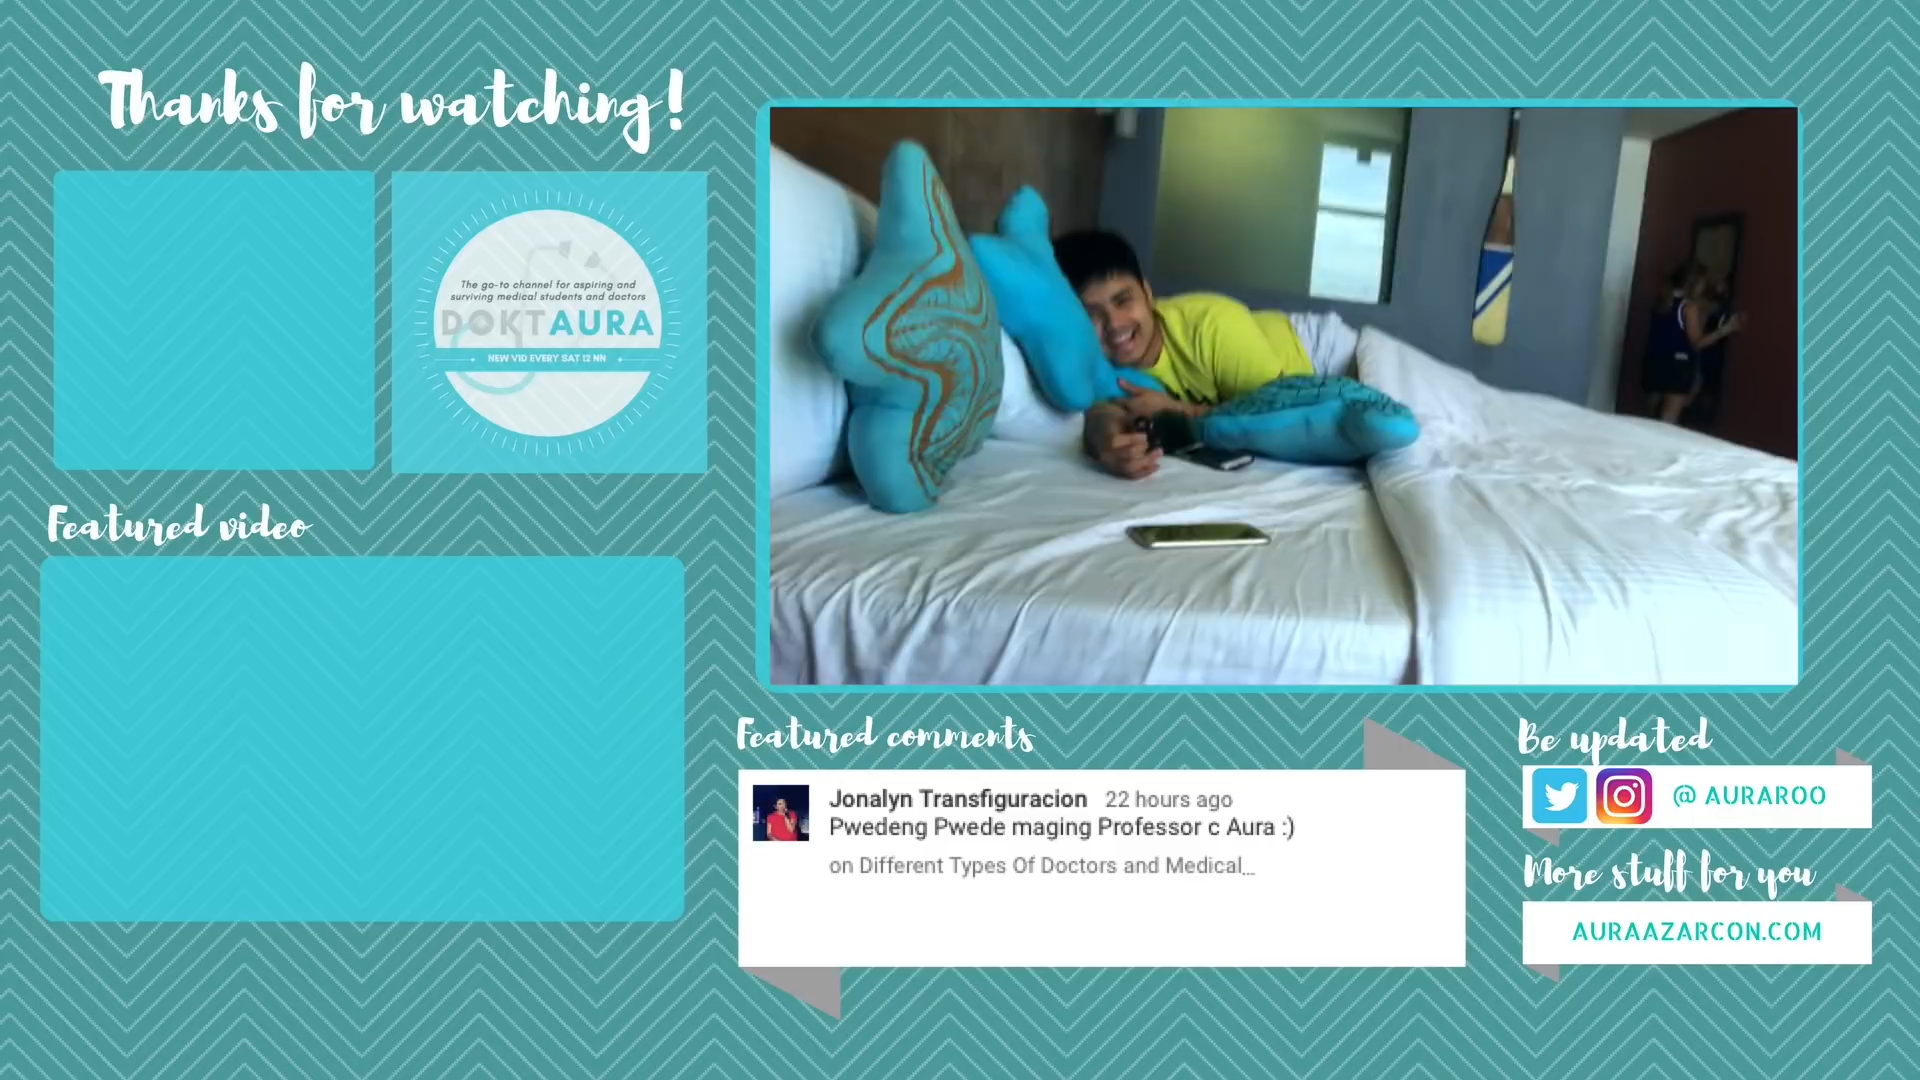 Thanks for watching!
The go-to channel for aspiring and
surviving medical students and doctors
DOKTAURA
NEW VID EVERY SAT 12 NN
Featured video
Featured comments
Jonalyn Transfiguracion 22 hours ago
Pwedeng Pwede maging Professor c Aura :)
on Different Types Of Doctors and Medical...
Be updated
@ AURAROO
More stuff for you
AURAAZARCON.COM